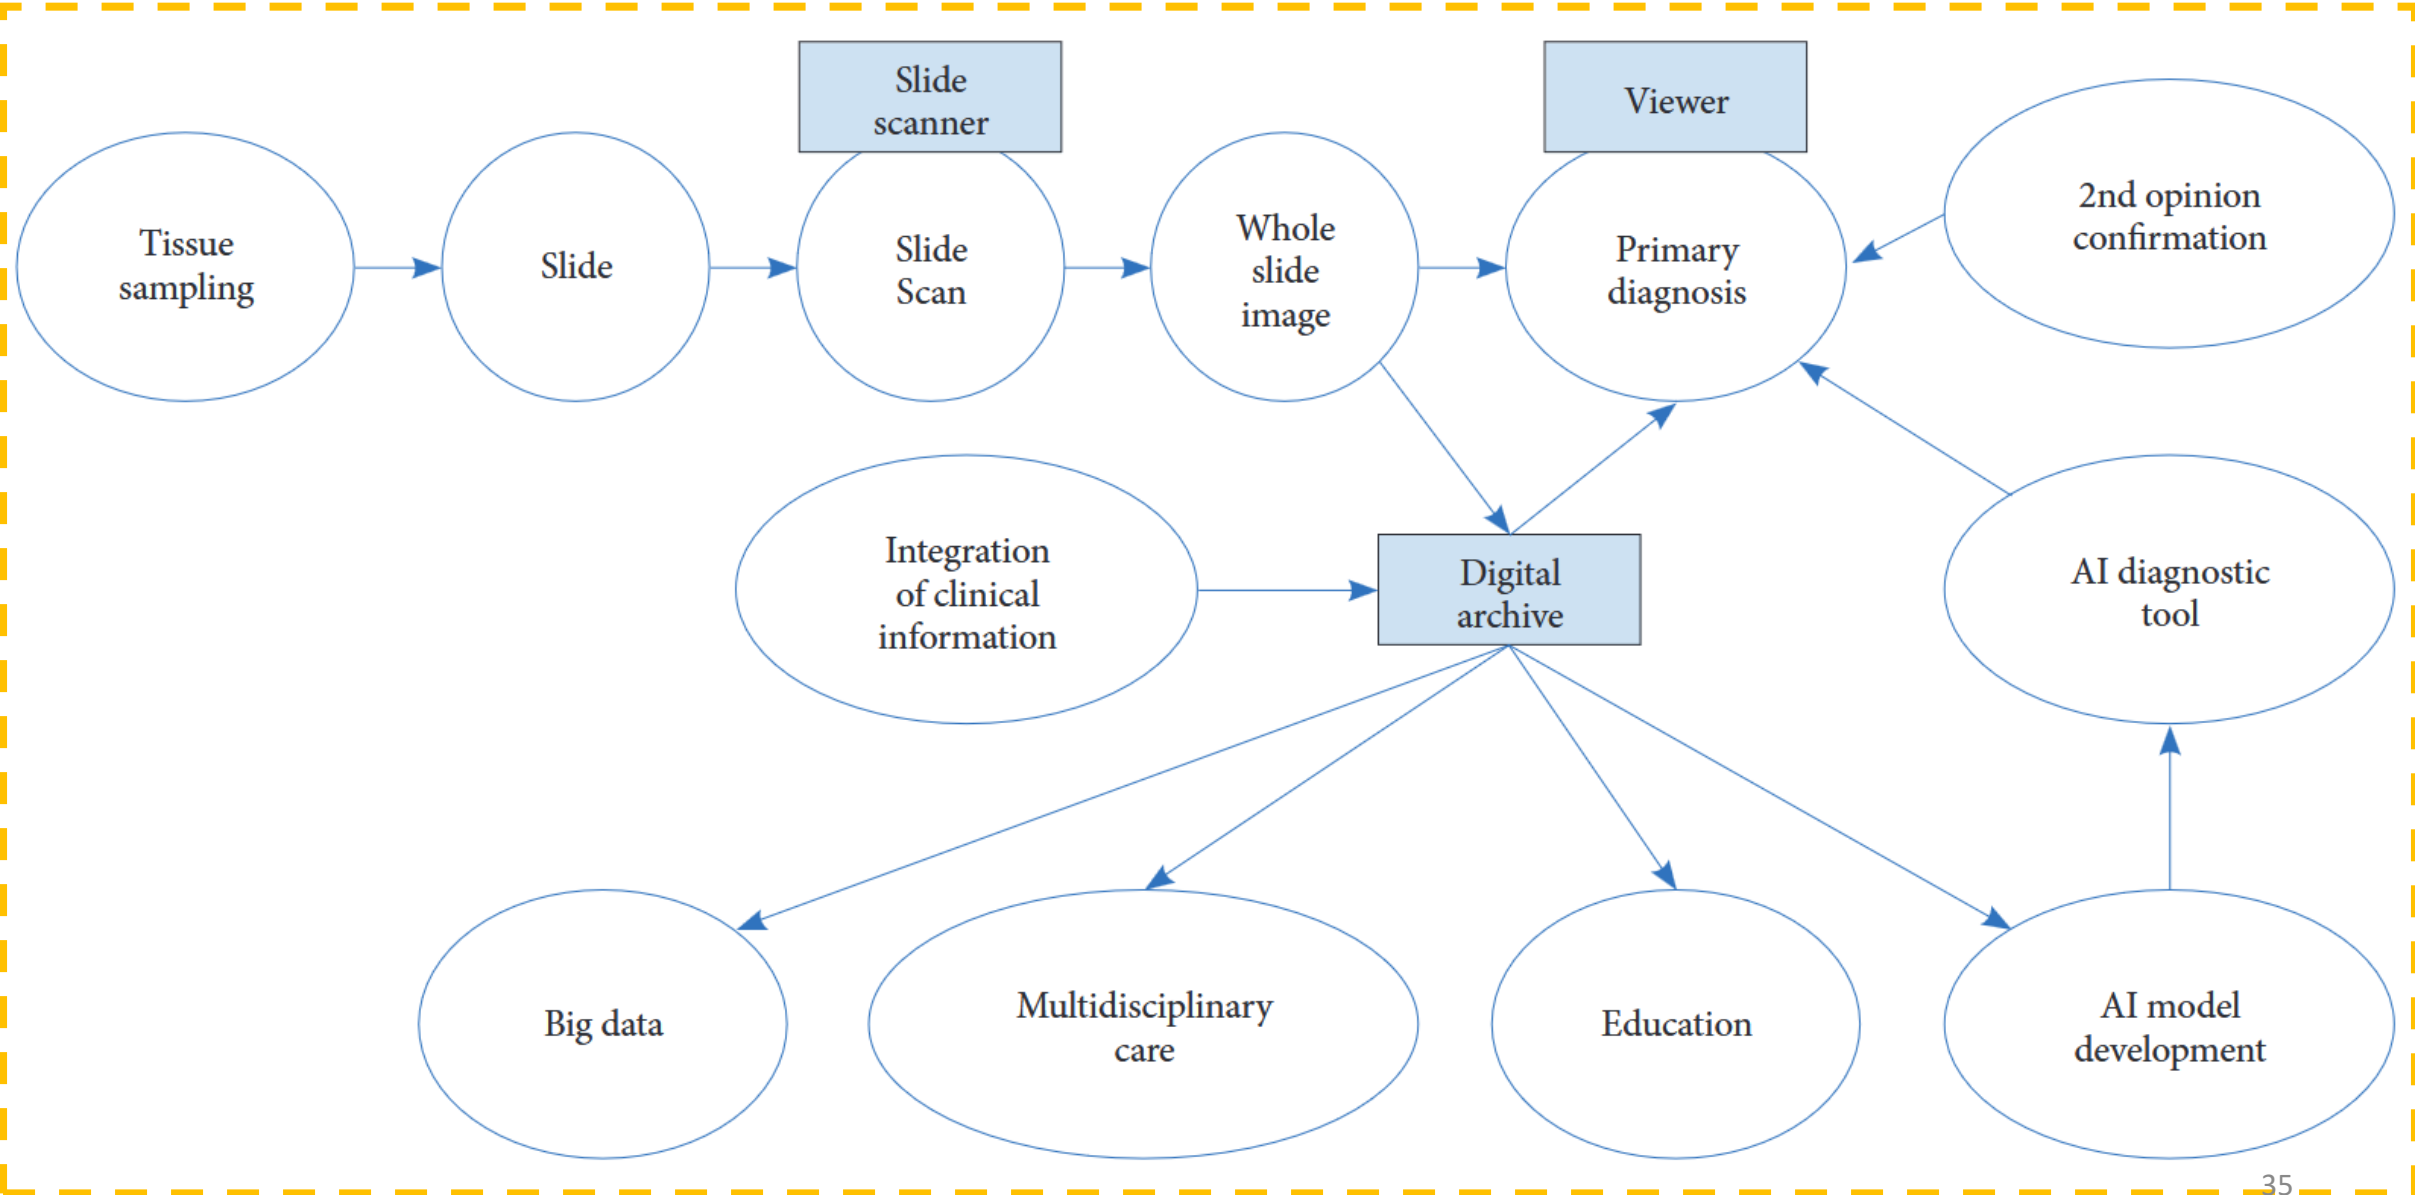 Slide
scanner
Viewer
Tissue
sampling
Slide
Slide
Scan
Whole
slide
image
Primary
diagnosis
2nd opinion
confirmation
Integration
of clinical
information
Digital
archive
AI diagnostic
tool
Big data
Multidisciplinary
care
Education
AI model
development
35